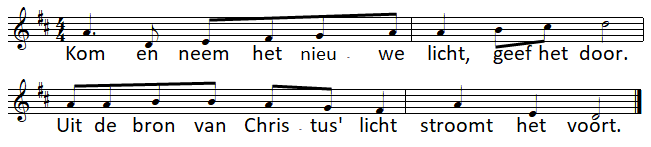 Kom en neem het nieu - we licht, geef het door.
Uit de bron van Chris - tus' licht stroomt het voort.